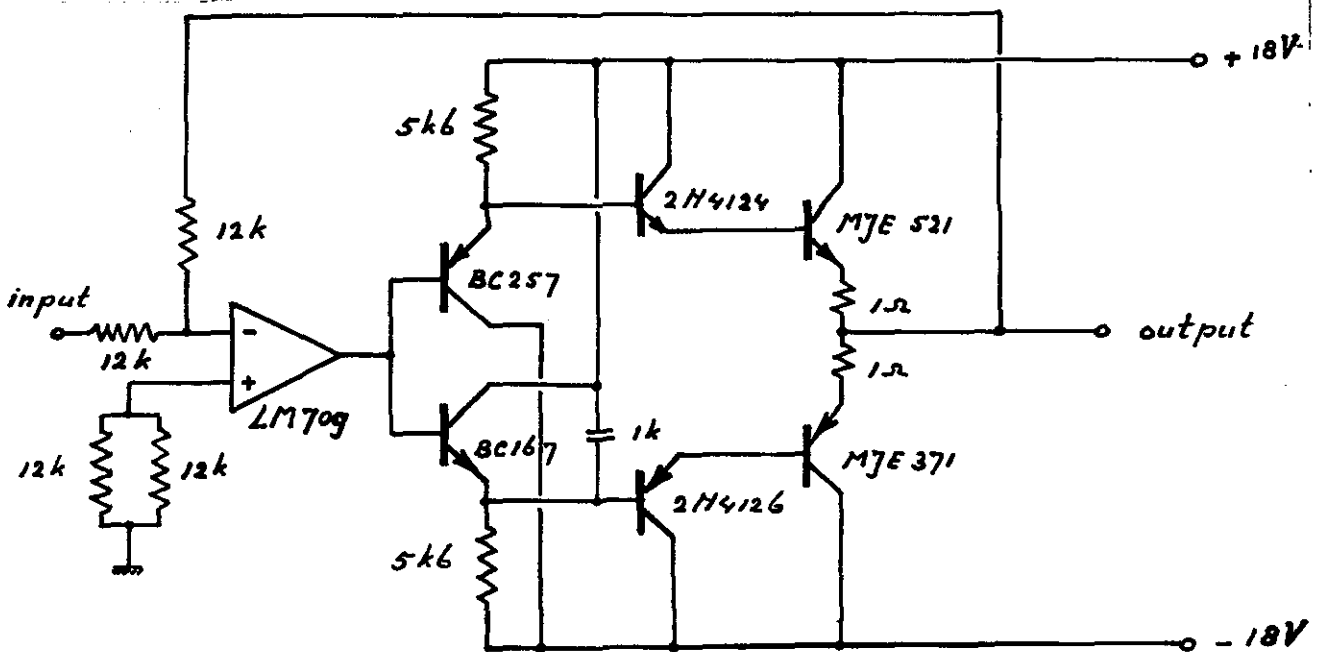 + 18V
5k6
2N4124
12k
MJE 521
BC257
input
1Ω
-
output
12k
1Ω
+
LM709
1k
BC167
12k
12k
MJE 371
2N4126
5k6
- 18V